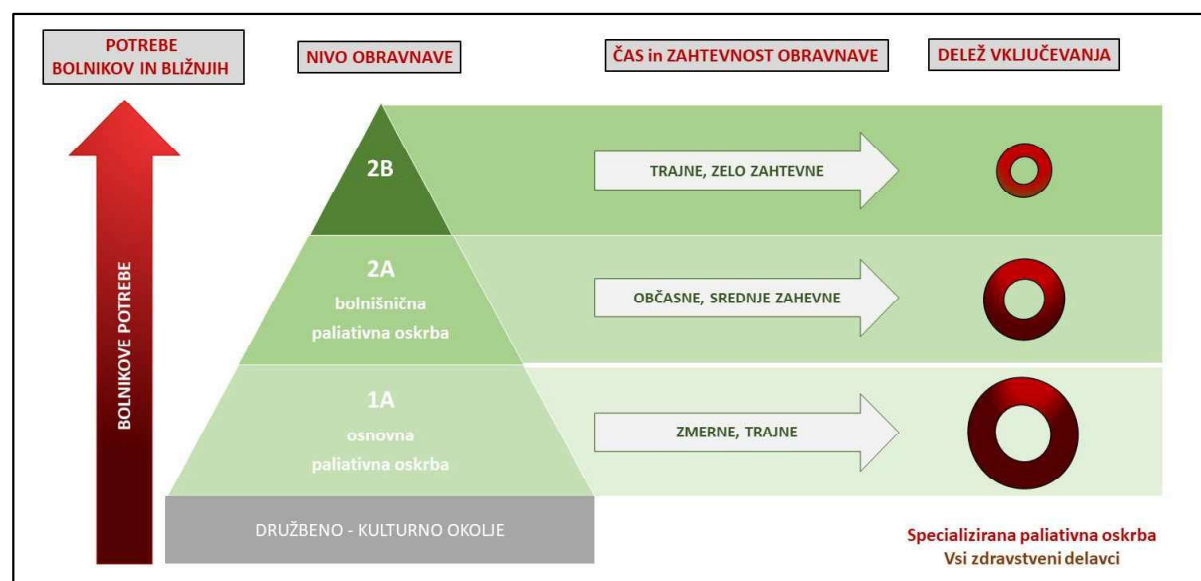 POTREBE
BOLNIKOV IN BLIŽNJIH
NIVO OBRAVNAVE
ČAS in ZAHTEVNOST OBRAVNAVE
DELEŽ VKLJUČEVANJA
BOLNIKOVE POTREBE
2B
TRAJNE, ZELO ZAHTEVNE
2A
bolnišnična
paliativna oskrba
OBČASNE, SREDNJE ZAHEVNE
1A
osnovna
paliativna oskrba
ZMERNE, TRAJNE
DRUŽBENO - KULTURNO OKOLJE
Specializirana paliativna oskrba
Vsi zdravstveni delavci